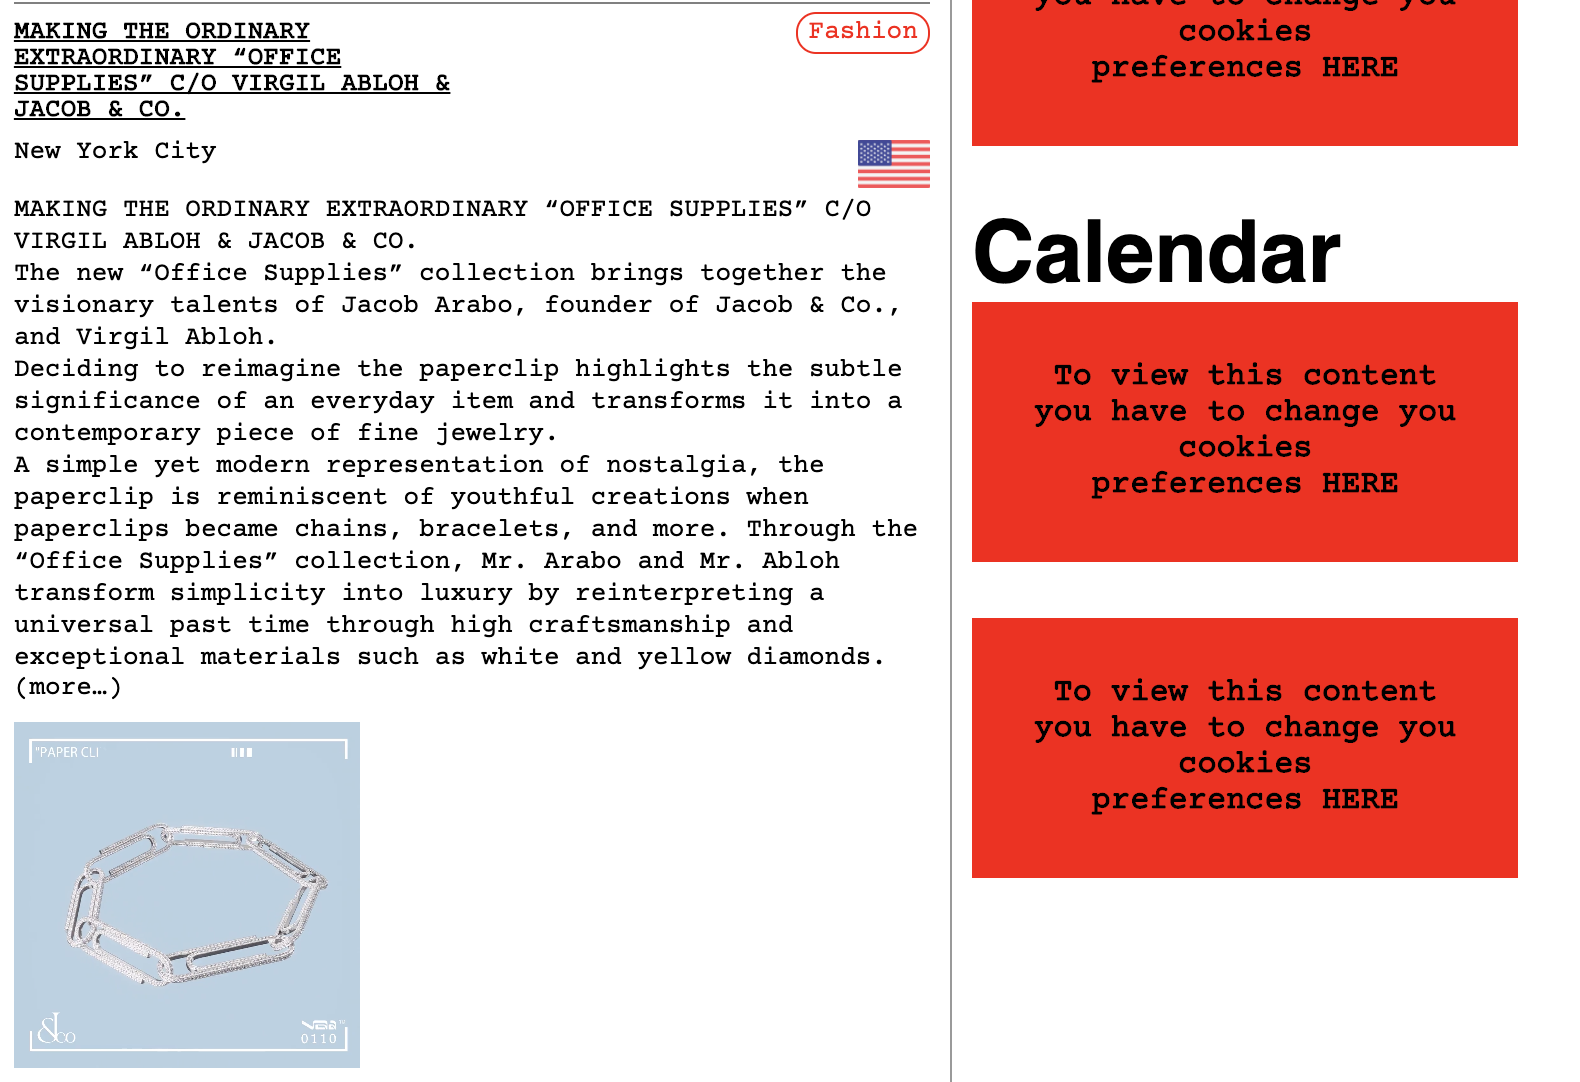 MAKING THE ORDINARY
EXTRAORDINARY “OFFICE
SUPPLIES” C/O VIRGIL ABLOH &
JACOB & CO.
Fashion
New York City
MAKING THE ORDINARY EXTRAORDINARY “OFFICE SUPPLIES” C/O
VIRGIL ABLOH & JACOB & CO.
The new “Office Supplies” collection brings together the
visionary talents of Jacob Arabo, founder of Jacob & Co.,
and Virgil Abloh.
Deciding to reimagine the paperclip highlights the subtle
significance of an everyday item and transforms it into a
contemporary piece of fine jewelry.
A simple yet modern representation of nostalgia, the
paperclip is reminiscent of youthful creations when
paperclips became chains, bracelets, and more. Through the
“Office Supplies” collection, Mr. Arabo and Mr. Abloh
transform simplicity into luxury by reinterpreting a
universal past time through high craftsmanship and
exceptional materials such as white and yellow diamonds.
(more…)
"PAPER CLI
J&CO
0110
you have to change you
cookies
preferences HERE
Calendar
To view this content
you have to change you
cookies
preferences HERE
To view this content
you have to change you
cookies
preferences HERE